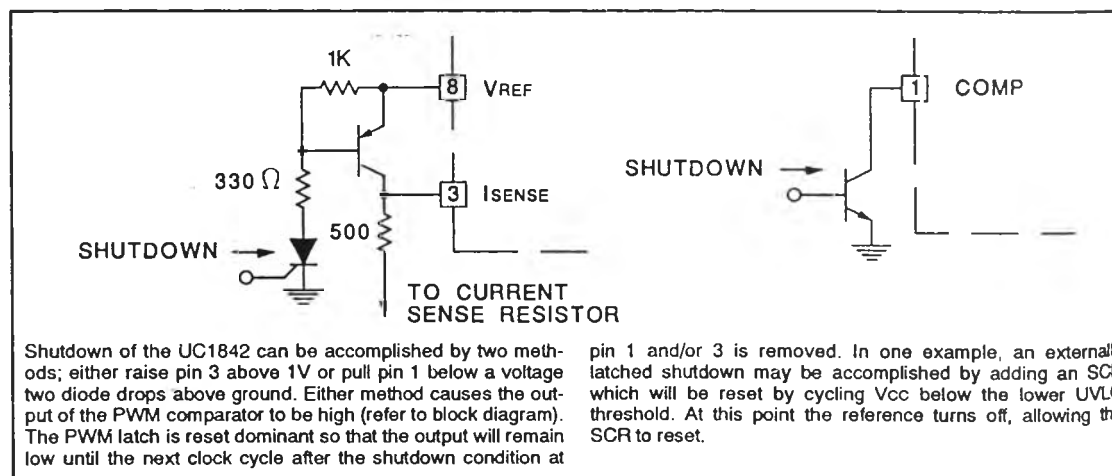 1K
8 VREF
330 Ω
3 ISENSE
500
SHUTDOWN
TO CURRENT
SENSE RESISTOR
1 COMP
SHUTDOWN
Shutdown of the UC1842 can be accomplished by two meth-
ods; either raise pin 3 above 1V or pull pin 1 below a voltage
two diode drops above ground. Either method causes the out-
put of the PWM comparator to be high (refer to block diagram).
The PWM latch is reset dominant so that the output will remain
low until the next clock cycle after the shutdown condition at
pin 1 and/or 3 is removed. In one example, an external
latched shutdown may be accomplished by adding an SC
which will be reset by cycling Vcc below the lower UVL
threshold. At this point the reference turns off, allowing th
SCR to reset.